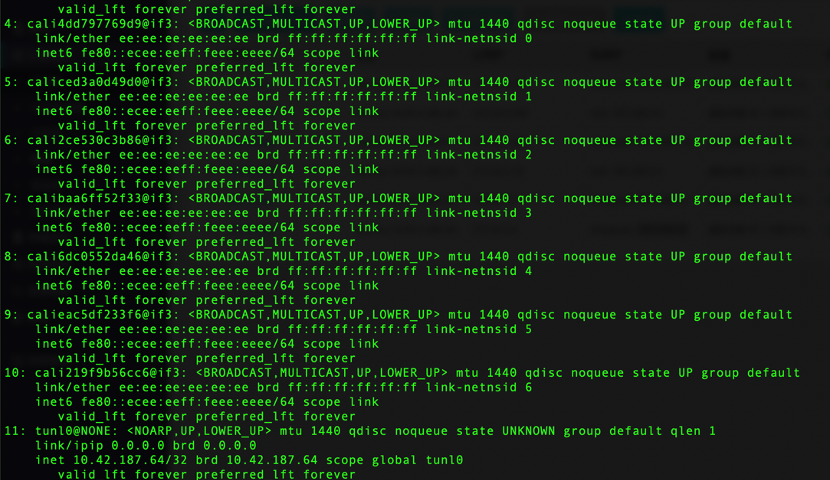 valid_lft forever preferred_lft forever
4: cali4dd797769d9@if3: <BROADCAST,MULTICAST,UP,LOWER_UP> mtu 1440 qdisc noqueue state UP group default
link/ether ee:ee:ee:ee:ee:ee brd ff:ff:ff:ff:ff:ff link-netnsid 0
inet6 fe80::ecee:eeff:feee:eeee/64 scope link
valid_lft forever preferred_lft forever
5: caliced3a0d49d0@if3: <BROADCAST,MULTICAST,UP,LOWER_UP> mtu 1440 qdisc noqueue state UP group default
link/ether ee:ee:ee:ee:ee:ee brd ff:ff:ff:ff:ff:ff link-netnsid 1
inet6 fe80::ecee:eeff:feee:eeee/64 scope link
valid_lft forever preferred_lft forever
6: cali2ce530c3b86@if3: <BROADCAST,MULTICAST,UP,LOWER_UP> mtu 1440 qdisc noqueue state UP group default
link/ether ee:ee:ee:ee:ee:ee brd ff:ff:ff:ff:ff:ff link-netnsid 2
inet6 fe80::ecee:eeff:feee:eeee/64 scope link
valid_lft forever preferred_lft forever
7: calibaa6ff52f33@if3: <BROADCAST,MULTICAST,UP,LOWER_UP> mtu 1440 qdisc noqueue state UP group default
link/ether ee:ee:ee:ee:ee:ee brd ff:ff:ff:ff:ff:ff link-netnsid 3
inet6 fe80::ecee:eeff:feee:eeee/64 scope link
valid_lft forever preferred_lft forever
8: cali6dc0552da46@if3: <BROADCAST,MULTICAST,UP,LOWER_UP> mtu 1440 qdisc noqueue state UP group default
link/ether ee:ee:ee:ee:ee:ee brd ff:ff:ff:ff:ff:ff link-netnsid 4
inet6 fe80::ecee:eeff:feee:eeee/64 scope link
valid_lft forever preferred_lft forever
9: calieac5df233f6@if3: <BROADCAST,MULTICAST,UP,LOWER_UP> mtu 1440 qdisc noqueue state UP group default
link/ether ee:ee:ee:ee:ee:ee brd ff:ff:ff:ff:ff:ff link-netnsid 5
inet6 fe80::ecee:eeff:feee:eeee/64 scope link
valid_lft forever preferred_lft forever
10: cali219f9b56cc6@if3: <BROADCAST,MULTICAST,UP,LOWER_UP> mtu 1440 qdisc noqueue state UP group default
link/ether ee:ee:ee:ee:ee:ee brd ff:ff:ff:ff:ff:ff link-netnsid 6
inet6 fe80::ecee:eeff:feee:eeee/64 scope link
valid_lft forever preferred_lft forever
11: tunl0@NONE: <NOARP,UP,LOWER_UP> mtu 1440 qdisc noqueue state UNKNOWN group default qlen 1
link/ipip 0.0.0.0 brd 0.0.0.0
inet 10.42.187.64/32 brd 10.42.187.64 scope global tunl0
valid_lft forever preferred_lft forever